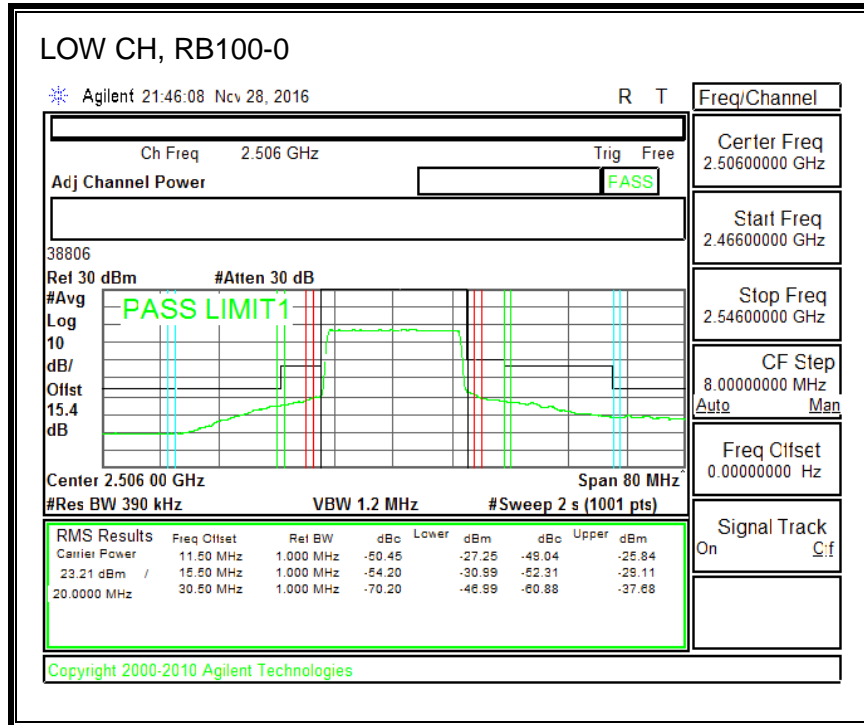 LOW CH, RB100-0
Agilent 21:46:08 Nov 28, 2016 R T
Freq/Channel
Ch Freq 2.506 GHz Trig Free
Adj Channel Power PASS
Center Freq
2.50600000 GHz
Start Freq
2.46600000 GHz
Stop Freq
2.54600000 GHz
CF Step
8.00000000 MHz
Auto Man
Freq Offset
0.00000000 Hz
Signal Track
On Off
38806
Ref 30 dBm #Atten 30 dB
#Avg
Log
10
dB/
Offst
15.4
dB
PASS LIMIT1
Center 2.506 00 GHz Span 80 MHz
#Res BW 390 kHz VBW 1.2 MHz #Sweep 2 s (1001 pts)
RMS Results Freq Offset Ref BW dBc Lower dBm dBc Upper dBm
Carrier Power 11.50 MHz 1.000 MHz -50.45 -27.25 -49.04 -25.84
23.21 dBm / 15.50 MHz 1.000 MHz -54.20 -30.99 -52.31 -29.11
20.0000 MHz 30.50 MHz 1.000 MHz -70.20 -46.99 -60.88 -37.68
Copyright 2000-2010 Agilent Technologies